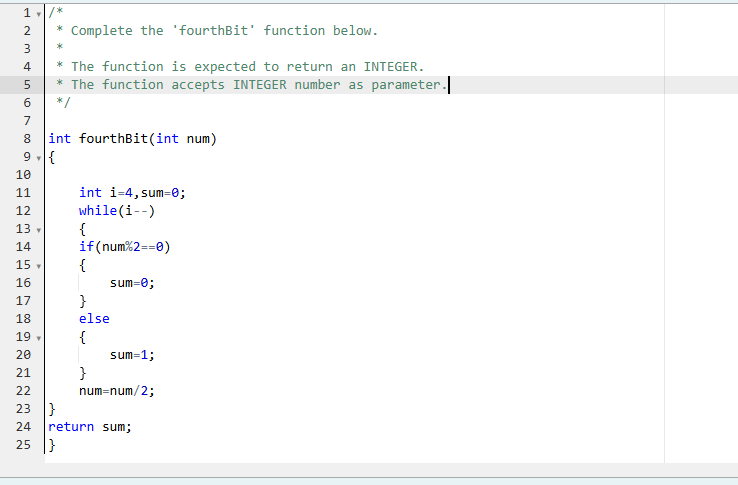 1 /*
2  * Complete the 'fourthBit' function below.
3  *
4  * The function is expected to return an INTEGER.
5  * The function accepts INTEGER number as parameter.
6  */
7
8 int fourthBit(int num)
9 {
10
11     int i=4,sum=0;
12     while(i--)
13     {
14     if(num%2==0)
15     {
16         sum=0;
17     }
18     else
19     {
20         sum=1;
21     }
22     num=num/2;
23 }
24 return sum;
25 }